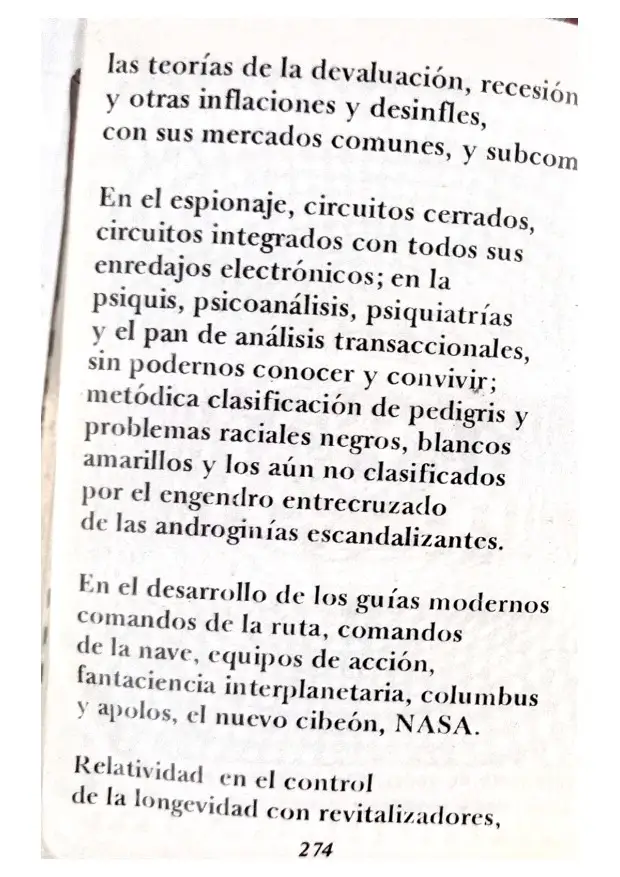 las teorías de la devaluación, recesión
y otras inflaciones y desinfles,
con sus mercados comunes, y subcom
En el espionaje, circuitos cerrados,
circuitos integrados con todos sus
enredajos electrónicos; en la
psiquis, psicoanálisis, psiquiatrías
y el pan de análisis transaccionales,
sin podernos conocer y convivir;
metódica clasificación de pedigris y
problemas raciales negros, blancos
amarillos y los aún no clasificados
por el engendro entrecruzado
de las androginías escandalizantes.
En el desarrollo de los guías modernos
comandos de la ruta, comandos
de la nave, equipos de acción,
fantaciencia interplanetaria, columbus
y apolos, el nuevo cibeón, NASA.
Relatividad en el control
de la longevidad con revitalizadores,
274